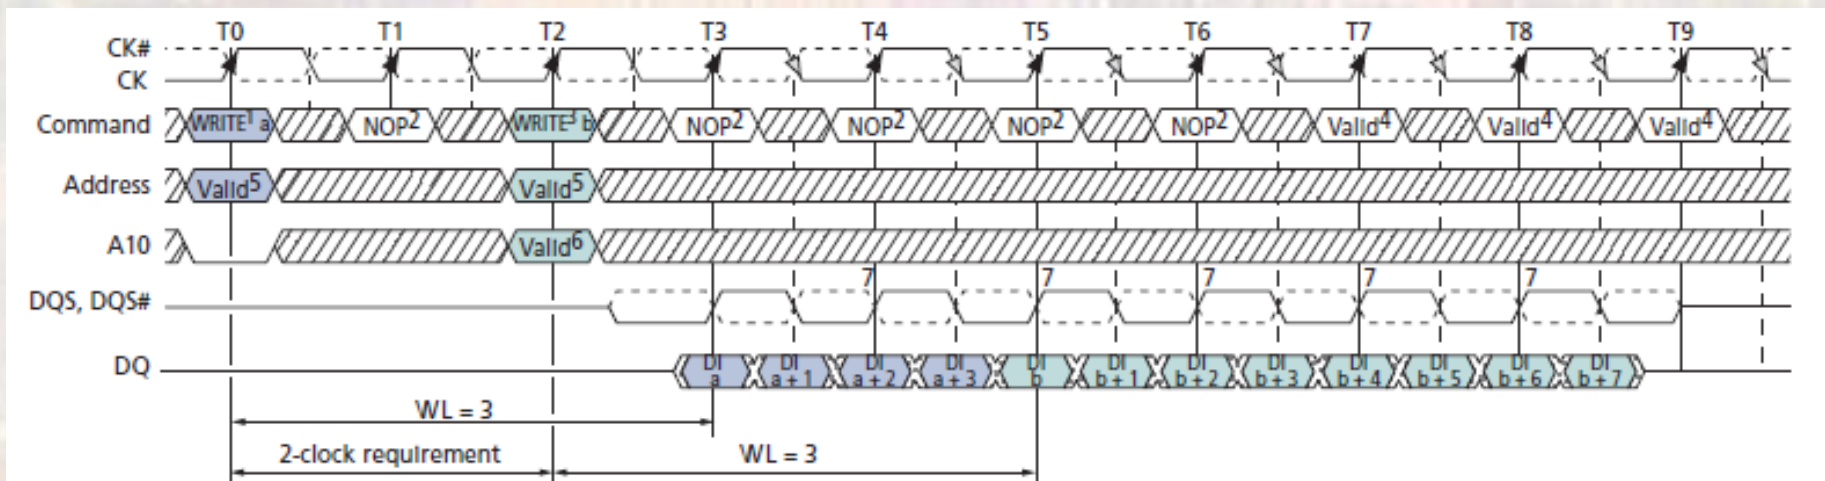 T0 T1 T2 T3 T4 T5 T6 T7 T8 T9
CK#
CK
Command WRITE1 a NOP2 WRITE3 b NOP2 NOP2 NOP2 NOP2 Valid4 Valid4 Valid4
Address Valid5 Valid5
A10 Valid6
7 7 7 7 7
DQS, DQS#
DQ DI a DI a + 1 DI a + 2 DI a + 3 DI b DI b + 1 DI b + 2 DI b + 3 DI b + 4 DI b + 5 DI b + 6 DI b + 7
WL = 3
2-clock requirement WL = 3